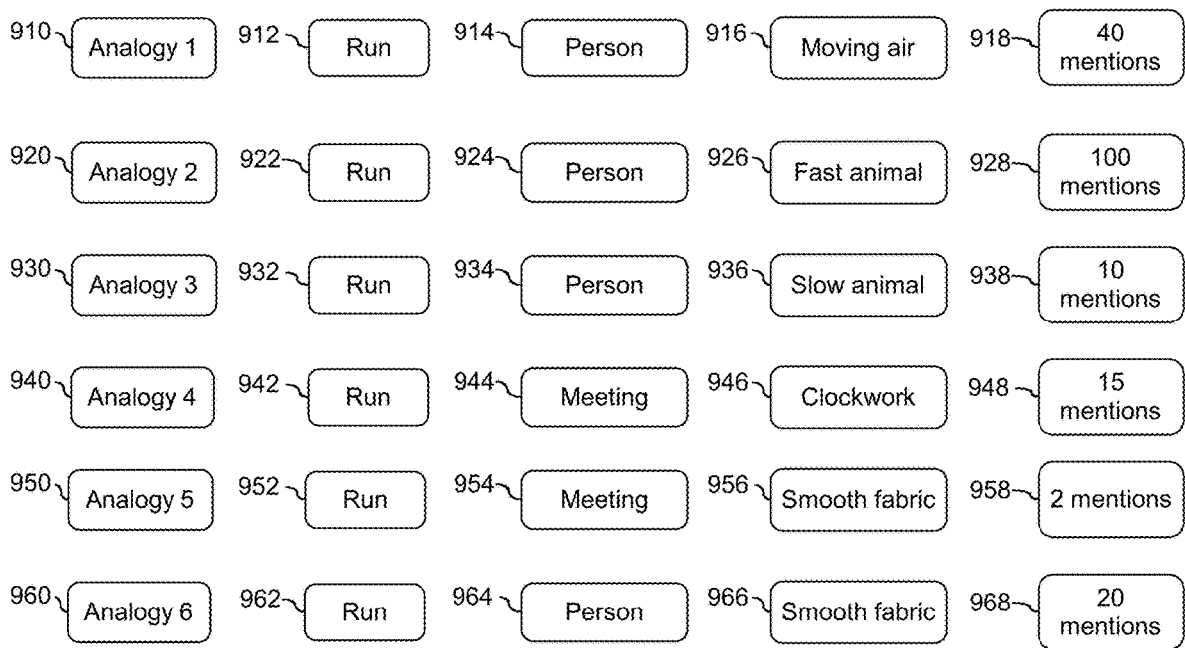 910 Analogy 1 912 Run 914 Person 916 Moving air 918 40 mentions
920 Analogy 2 922 Run 924 Person 926 Fast animal 928 100 mentions
930 Analogy 3 932 Run 934 Person 936 Slow animal 938 10 mentions
940 Analogy 4 942 Run 944 Meeting 946 Clockwork 948 15 mentions
950 Analogy 5 952 Run 954 Meeting 956 Smooth fabric 958 2 mentions
960 Analogy 6 962 Run 964 Person 966 Smooth fabric 968 20 mentions